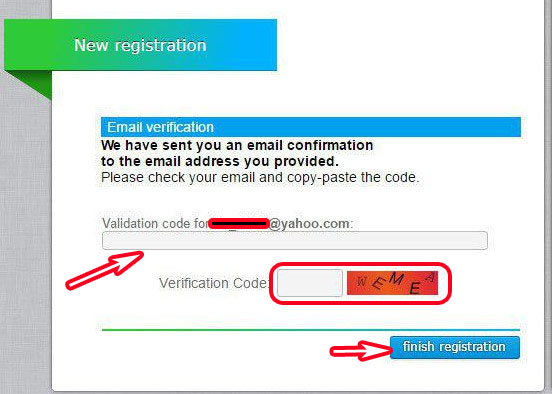 New registration
Email verification
We have sent you an email confirmation
to the email address you provided.
Please check your email and copy-paste the code.
Validation code for @yahoo.com:
Verification Code: WEMEA
finish registration